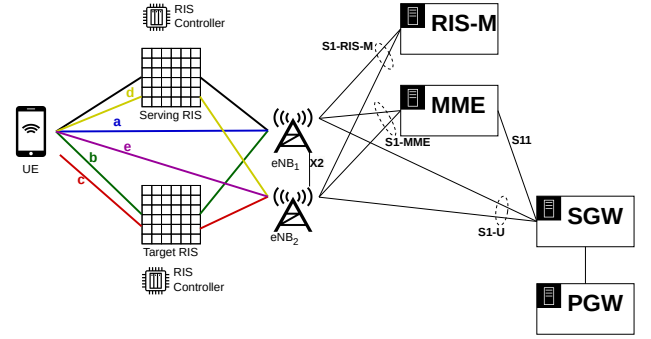 RIS
Controller
RIS-M
S1-RIS-M
d
Serving RIS
MME
a
S1-MME
S11
UE
e
eNB1
X2
b
c
SGW
S1-U
eNB2
Target RIS
RIS
Controller
PGW